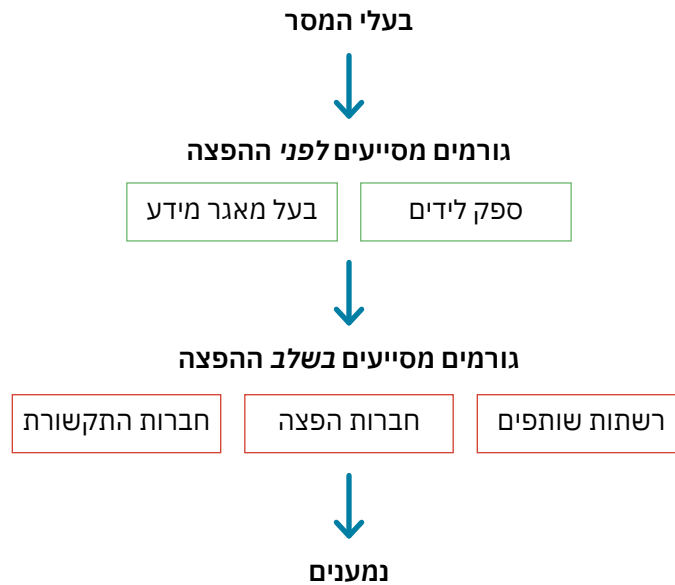 בעלי המסר
גורמים מסייעים לפני ההפצה
ספק לידים
בעל מאגר מידע
גורמים מסייעים בשלב ההפצה
רשתות שותפים
חברות הפצה
חברות התקשורת
נמענים